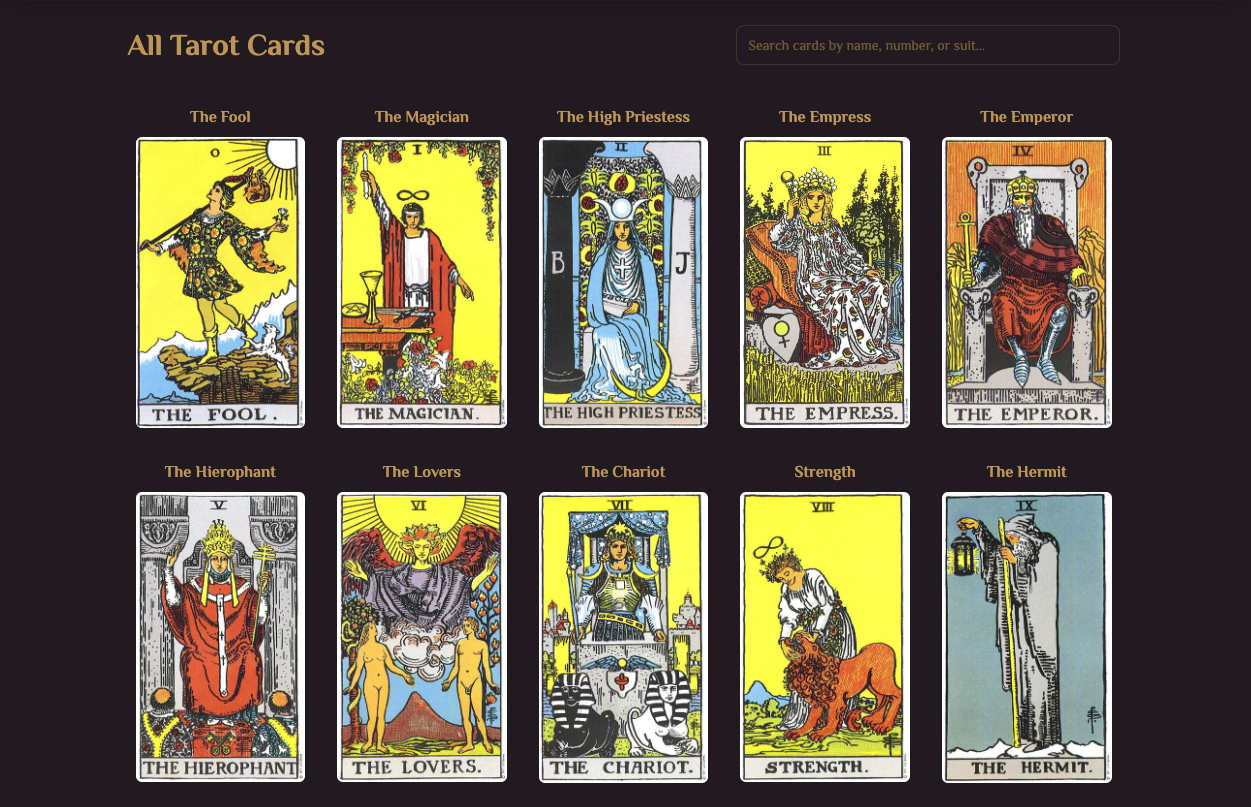 All Tarot Cards
Search cards by name, number, or suit...
The Fool
The Magician
The High Priestess
The Empress
The Emperor
0
I
II
III
IV
B
J
THE FOOL.
THE MAGICIAN.
THE HIGH PRIESTESS
THE EMPRESS.
THE EMPEROR.
The Hierophant
The Lovers
The Chariot
Strength
The Hermit
V
VI
VII
VIII
IX
THE HIEROPHANT
THE LOVERS.
THE CHARIOT.
STRENGTH.
THE HERMIT.